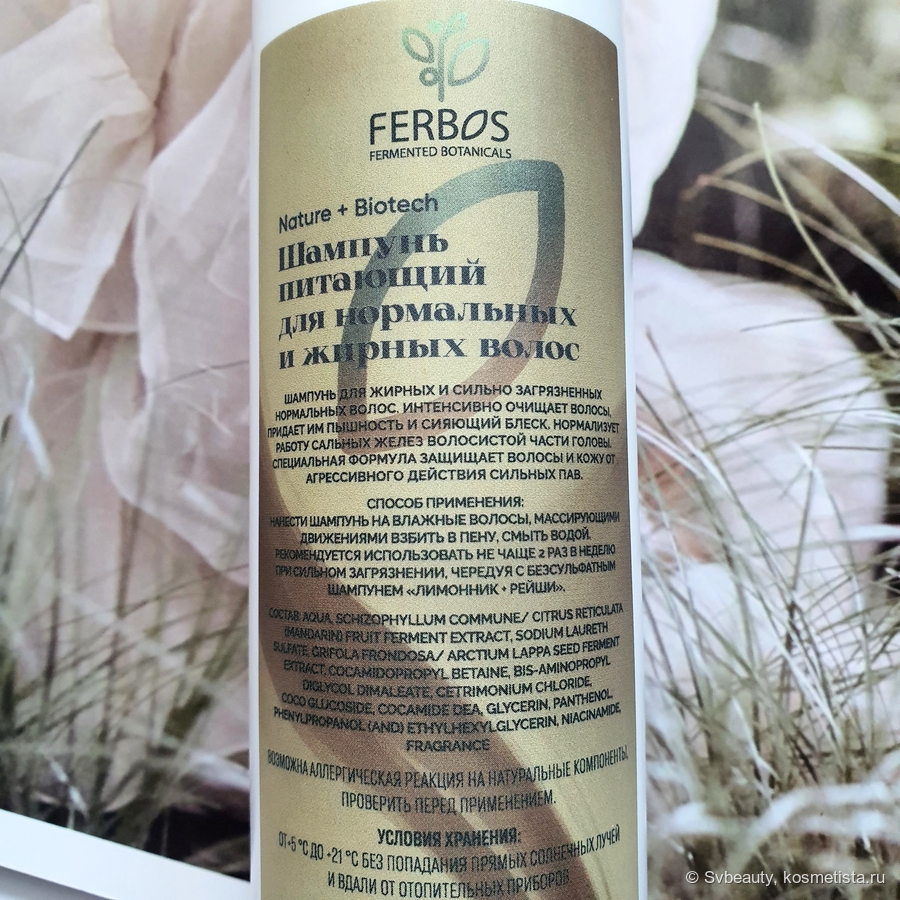 FERBOS
FERMENTED BOTANICALS
Nature + Biotech
Шампунь
питающий
для нормальных
и жирных волос
ШАМПУНЬ ДЛЯ ЖИРНЫХ И СИЛЬНО ЗАГРЯЗНЕННЫХ
НОРМАЛЬНЫХ ВОЛОС. ИНТЕНСИВНО ОЧИЩАЕТ ВОЛОСЫ,
ПРИДАЕТ ИМ ПЫШНОСТЬ И СИЯЮЩИЙ БЛЕСК. НОРМАЛИЗУЕТ
РАБОТУ САЛЬНЫХ ЖЕЛЕЗ ВОЛОСИСТОЙ ЧАСТИ ГОЛОВЫ.
СПЕЦИАЛЬНАЯ ФОРМУЛА ЗАЩИЩАЕТ ВОЛОСЫ И КОЖУ ОТ
АГРЕССИВНОГО ДЕЙСТВИЯ СИЛЬНЫХ ПАВ.
СПОСОБ ПРИМЕНЕНИЯ:
НАНЕСТИ ШАМПУНЬ НА ВЛАЖНЫЕ ВОЛОСЫ, МАССИРУЮЩИМИ
ДВИЖЕНИЯМИ ВЗБИТЬ В ПЕНУ, СМЫТЬ ВОДОЙ.
РЕКОМЕНДУЕТСЯ ИСПОЛЬЗОВАТЬ НЕ ЧАЩЕ 2 РАЗ В НЕДЕЛЮ
ПРИ СИЛЬНОМ ЗАГРЯЗНЕНИИ, ЧЕРЕДУЯ С БЕЗСУЛЬФАТНЫМ
ШАМПУНЕМ «ЛИМОННИК + РЕЙШИ».
СОСТАВ: AQUA, SCHIZOPHYLLUM COMMUNE/ CITRUS RETICULATA
(MANDARIN) FRUIT FERMENT EXTRACT, SODIUM LAURETH
SULFATE, GRIFOLA FRONDOSA/ ARCTIUM LAPPA SEED FERMENT
EXTRACT, COCAMIDOPROPYL BETAINE, BIS-AMINOPROPYL
DIGLYCOL DIMALEATE, CETRIMONIUM CHLORIDE,
COCO GLUCOSIDE, COCAMIDE DEA, GLYCERIN, PANTHENOL,
PHENYLPROPANOL (AND) ETHYLHEXYLGLYCERIN, NIACINAMIDE,
FRAGRANCE
ВОЗМОЖНА АЛЛЕРГИЧЕСКАЯ РЕАКЦИЯ НА НАТУРАЛЬНЫЕ КОМПОНЕНТЫ,
ПРОВЕРИТЬ ПЕРЕД ПРИМЕНЕНИЕМ.
УСЛОВИЯ ХРАНЕНИЯ:
ОТ +5 °С ДО +21 °С БЕЗ ПОПАДАНИЯ ПРЯМЫХ СОЛНЕЧНЫХ ЛУЧЕЙ
И ВДАЛИ ОТ ОТОПИТЕЛЬНЫХ ПРИБОРОВ
© Svbeauty, kosmetista.ru